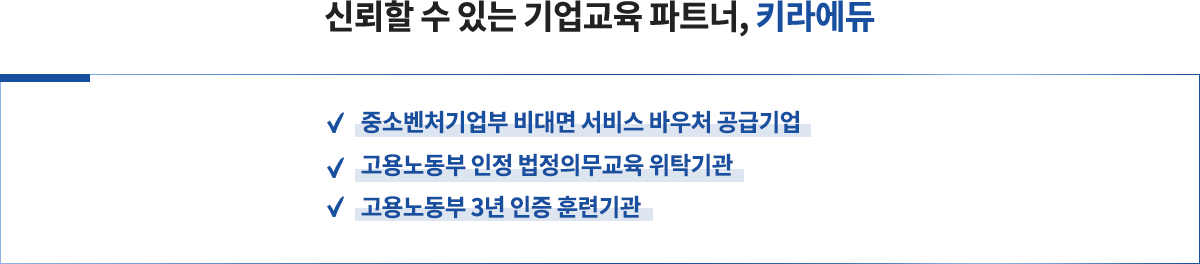 신뢰할 수 있는 기업교육 파트너, 키라에듀
중소벤처기업부 비대면 서비스 바우처 공급기업
고용노동부 인정 법정의무교육 위탁기관
고용노동부 3년 인증 훈련기관